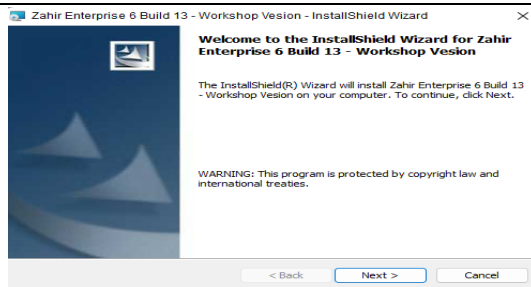 Zahir Enterprise 6 Build 13 - Workshop Vesion - InstallShield Wizard
Welcome to the InstallShield Wizard for Zahir
Enterprise 6 Build 13 - Workshop Vesion
The InstallShield(R) Wizard will install Zahir Enterprise 6 Build 13
- Workshop Vesion on your computer. To continue, click Next.
WARNING: This program is protected by copyright law and
international treaties.
< Back
Next >
Cancel